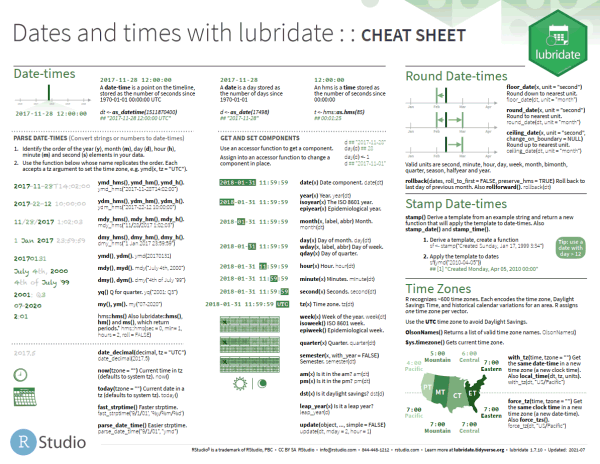 Dates and times with lubridate : : CHEAT SHEET
lubridate
Date-times
2017-11-28 12:00:00
2017-11-28 12:00:00
A date-time is a point on the timeline,
stored as the number of seconds since
1970-01-01 00:00:00 UTC
dt <- as_datetime(1511870400)
## "2017-11-28 12:00:00 UTC"
2017-11-28
A date is a day stored as
the number of days since
1970-01-01
d <- as_date(17498)
## "2017-11-28"
12:00:00
An hms is a time stored as
the number of seconds since
00:00:00
t <- hms::as.hms(85)
## 00:01:25
PARSE DATE-TIMES (Convert strings or numbers to date-times)
1. Identify the order of the year (y), month (m), day (d), hour (h),
minute (m) and second (s) elements in your data.
2. Use the function below whose name replicates the order. Each
accepts a tz argument to set the time zone, e.g. ymd(x, tz = "UTC").
2017-11-28T14:02:00
ymd_hms(), ymd_hm(), ymd_h().
ymd_hms("2017-11-28T14:02:00")
2017-22-12 10:00:00
ydm_hms(), ydm_hm(), ydm_h().
ydm_hms("2017-22-12 10:00:00")
11/28/2017 1:02:03
mdy_hms(), mdy_hm(), mdy_h().
mdy_hms("11/28/2017 1:02:03")
1 Jan 2017 23:59:59
dmy_hms(), dmy_hm(), dmy_h().
dmy_hms("1 Jan 2017 23:59:59")
20170131
ymd(), ydm(). ymd(20170131)
July 4th, 2000
mdy(), myd(). mdy("July 4th, 2000")
4th of July '99
dmy(), dym(). dmy("4th of July '99")
2001: Q3
yq() Q for quarter. yq("2001: Q3")
07-2020
my(), ym(). my("07-2020")
2:01
hms::hms() Also lubridate::hms(),
hm() and ms(), which return
periods.* hms::hms(sec = 0, min = 1,
hours = 2, roll = FALSE)
2017.5
date_decimal(decimal, tz = "UTC")
date_decimal(2017.5)
now(tzone = "") Current time in tz
(defaults to system tz). now()
today(tzone = "") Current date in a
tz (defaults to system tz). today()
fast_strptime() Faster strptime.
fast_strptime('9/1/01', '%y/%m/%d')
parse_date_time() Easier strptime.
parse_date_time("9/1/01", "ymd")
GET AND SET COMPONENTS
Use an accessor function to get a component.
Assign into an accessor function to change a
component in place.
d ## "2017-11-28"
day(d) ## 28
day(d) <- 1
d ## "2017-11-01"
2018-01-31 11:59:59
date(x) Date component. date(dt)
2018-01-31 11:59:59
year(x) Year. year(dt)
isoyear(x) The ISO 8601 year.
epiyear(x) Epidemiological year.
2018-01-31 11:59:59
month(x, label, abbr) Month.
month(dt)
2018-01-31 11:59:59
day(x) Day of month. day(dt)
wday(x, label, abbr) Day of week.
qday(x) Day of quarter.
2018-01-31 11:59:59
hour(x) Hour. hour(dt)
2018-01-31 11:59:59
minute(x) Minutes. minute(dt)
2018-01-31 11:59:59
second(x) Seconds. second(dt)
2018-01-31 11:59:59 UTC
tz(x) Time zone. tz(dt)
week(x) Week of the year. week(dt)
isoweek() ISO 8601 week.
epiweek() Epidemiological week.
quarter(x) Quarter. quarter(dt)
semester(x, with_year = FALSE)
Semester. semester(dt)
am(x) Is it in the am? am(dt)
pm(x) Is it in the pm? pm(dt)
dst(x) Is it daylight savings? dst(d)
leap_year(x) Is it a leap year?
leap_year(d)
update(object, ..., simple = FALSE)
update(dt, mday = 2, hour = 1)
Round Date-times
floor_date(x, unit = "second")
Round down to nearest unit.
floor_date(dt, unit = "month")
round_date(x, unit = "second")
Round to nearest unit.
round_date(dt, unit = "month")
ceiling_date(x, unit = "second",
change_on_boundary = NULL)
Round up to nearest unit.
ceiling_date(dt, unit = "month")
Valid units are second, minute, hour, day, week, month, bimonth,
quarter, season, halfyear and year.
rollback(dates, roll_to_first = FALSE, preserve_hms = TRUE) Roll back to
last day of previous month. Also rollforward(). rollback(dt)
Stamp Date-times
stamp() Derive a template from an example string and return a new
function that will apply the template to date-times. Also
stamp_date() and stamp_time().
1. Derive a template, create a function
sf <- stamp("Created Sunday, Jan 17, 1999 3:34")
2. Apply the template to dates
sf(ymd("2010-04-05"))
## [1] "Created Monday, Apr 05, 2010 00:00"
Tip: use a
date with
day > 12
Time Zones
R recognizes ~600 time zones. Each encodes the time zone, Daylight
Savings Time, and historical calendar variations for an area. R assigns
one time zone per vector.
Use the UTC time zone to avoid Daylight Savings.
OlsonNames() Returns a list of valid time zone names. OlsonNames()
Sys.timezone() Gets current time zone.
4:00
Pacific
5:00
Mountain
6:00
Central
7:00
Eastern
PT
MT
CT
ET
7:00
Pacific
7:00
Mountain
7:00
Central
7:00
Eastern
with_tz(time, tzone = "") Get
the same date-time in a new
time zone (a new clock time).
Also local_time(dt, tz, units).
with_tz(dt, "US/Pacific")
force_tz(time, tzone = "") Get
the same clock time in a new
time zone (a new date-time).
Also force_tzs().
force_tz(dt, "US/Pacific")
R Studio
RStudio® is a trademark of RStudio, PBC • CC BY SA RStudio • info@rstudio.com • 844-448-1212 • rstudio.com • Learn more at lubridate.tidyverse.org • lubridate 1.7.10 • Updated: 2021-07